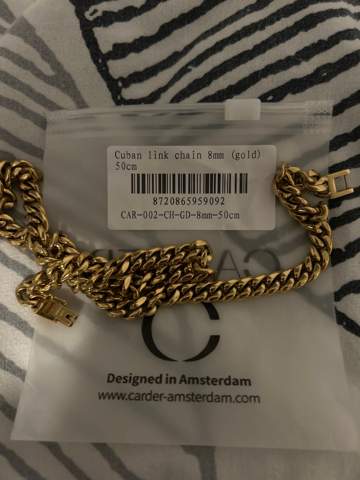 Cuban link chain 8mm (gold)
50cm
8720865959092
CAR-002-CH-GD-8mm-50cm
C
Designed in Amsterdam
www.carder-amsterdam.com